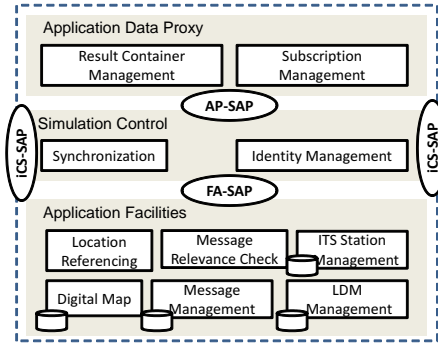 Application Data Proxy
Result Container
Management
Subscription
Management
AP-SAP
iCS-SAP
Simulation Control
iCS-SAP
Synchronization
Identity Management
FA-SAP
Application Facilities
Location
Referencing
Message
Relevance Check
ITS Station
Management
Digital Map
Message
Management
LDM
Management